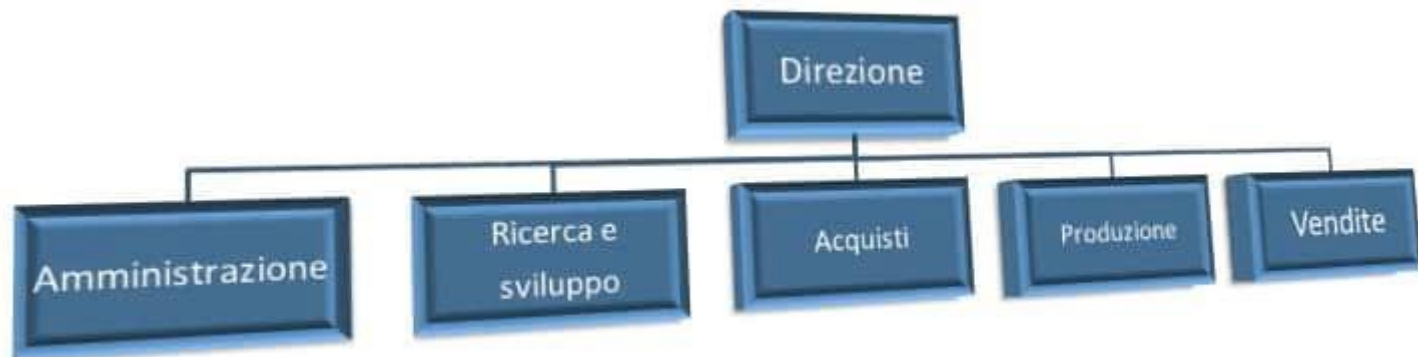 Direzione
Amministrazione
Ricerca e
sviluppo
Acquisti
Produzione
Vendite